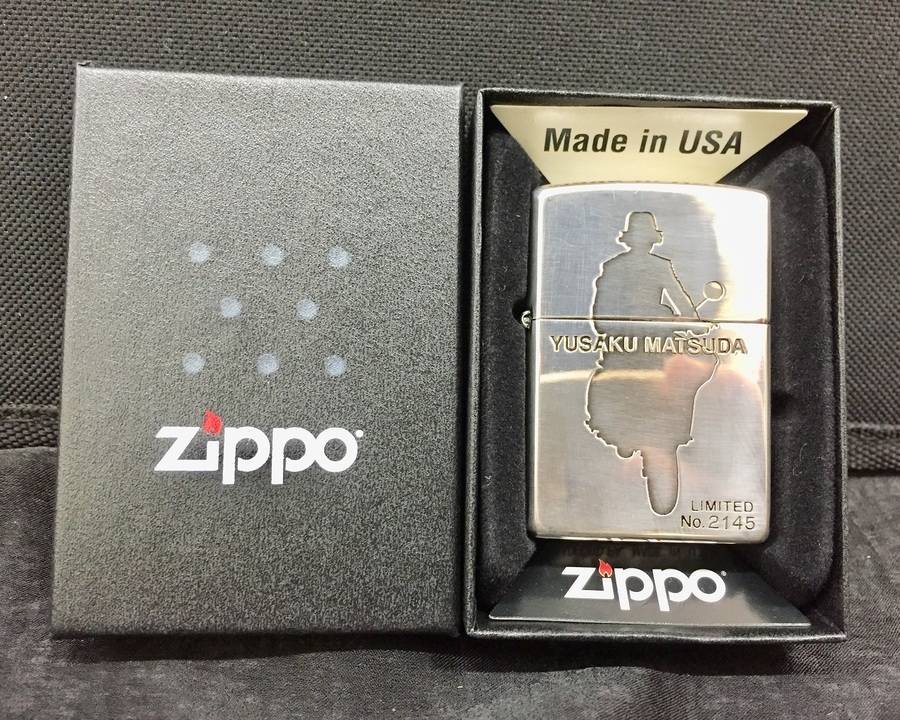 zippo
Made in USA
YUSAKU MATSUDA
LIMITED
No. 2145
zippo